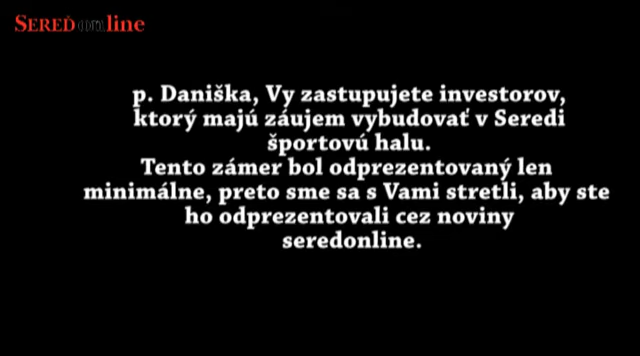 SEREĎonline
p. Daniška, Vy zastupujete investorov,
ktorý majú záujem vybudovať v Seredi
športovú halu.
Tento zámer bol odprezentovaný len
minimálne, preto sme sa s Vami stretli, aby ste
ho odprezentovali cez noviny
seredonline.